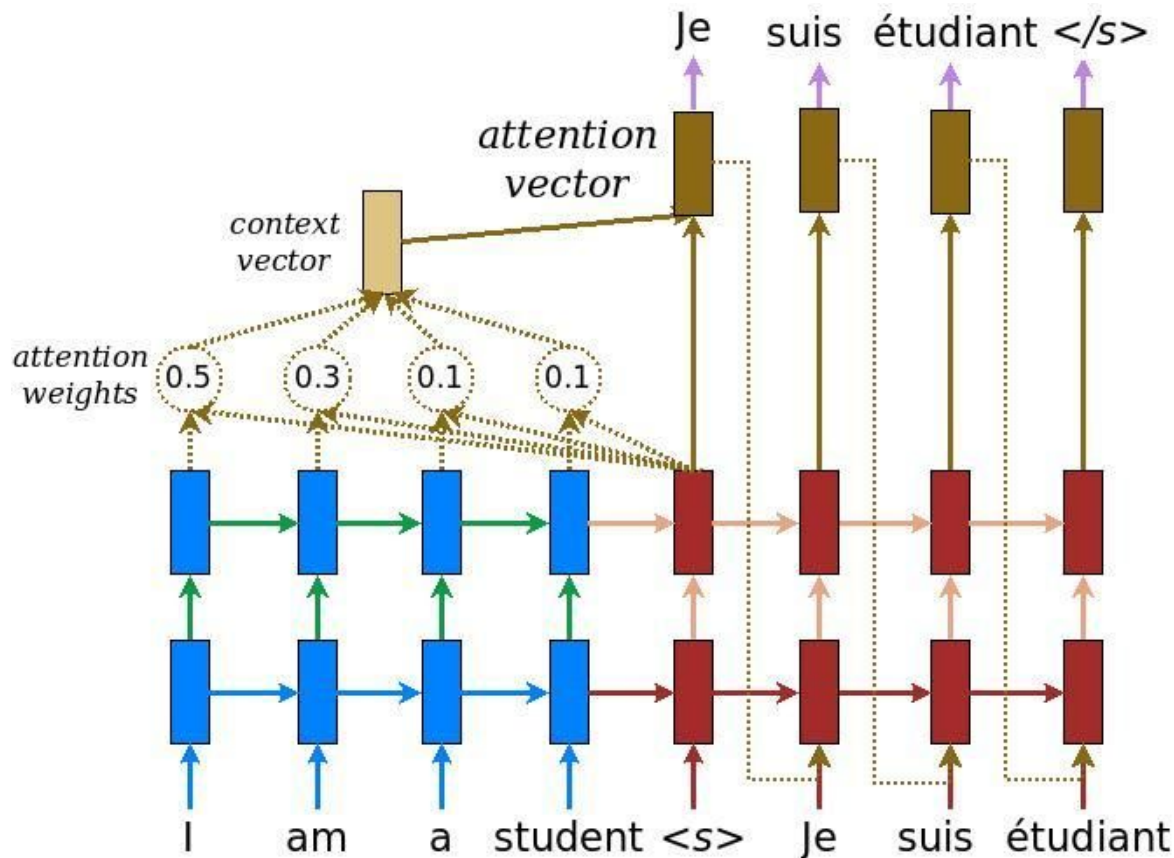 Je suis étudiant </s>
attention
vector
context
vector
attention
weights
0.5 0.3 0.1 0.1
I am a student <s> Je suis étudiant